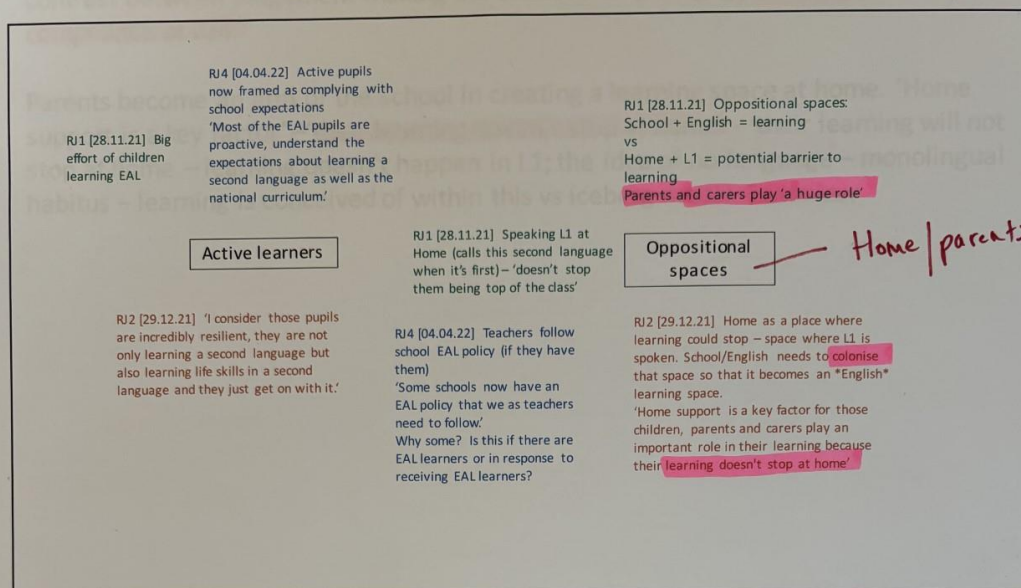 RJ4 [04.04.22] Active pupils
now framed as complying with
school expectations
'Most of the EAL pupils are
proactive, understand the
expectations about learning a
second language as well as the
national curriculum.'
RJ1 [28.11.21] Big
effort of children
learning EAL
RJ1 [28.11.21] Oppositional spaces:
School + English = learning
vs
Home + L1 = potential barrier to
learning
Parents and carers play 'a huge role'
Active learners
RJ1 [28.11.21] Speaking L1 at
Home (calls this second language
when it's first) – 'doesn't stop
them being top of the class'
Oppositional
spaces
Home/parents
RJ2 [29.12.21] 'I consider those pupils
are incredibly resilient, they are not
only learning a second language but
also learning life skills in a second
language and they just get on with it.'
RJ4 [04.04.22] Teachers follow
school EAL policy (if they have
them)
'Some schools now have an
EAL policy that we as teachers
need to follow.'
Why some? Is this if there are
EAL learners or in response to
receiving EAL learners?
RJ2 [29.12.21] Home as a place where
learning could stop – space where L1 is
spoken. School/English needs to colonise
that space so that it becomes an *English*
learning space.
'Home support is a key factor for those
children, parents and carers play an
important role in their learning because
their learning doesn't stop at home'